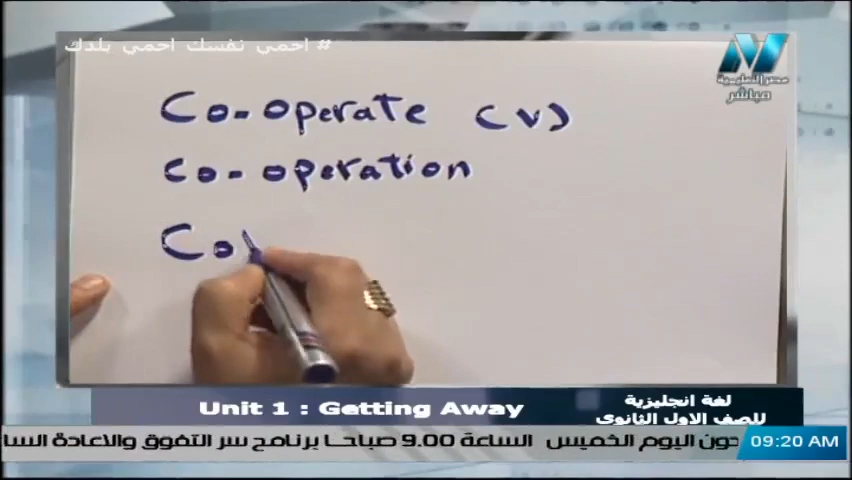 # احمي نفسك احمي بلدك
مصر التعليمية
مباشر
Co-operate (v)
co-operation
Co
Unit 1 : Getting Away
لغة انجليزية
للصف الاول الثانوى
دون اليوم الخميس الساعة 9.00 صباحا برنامج سر التفوق والاعادة السا
09:20 AM